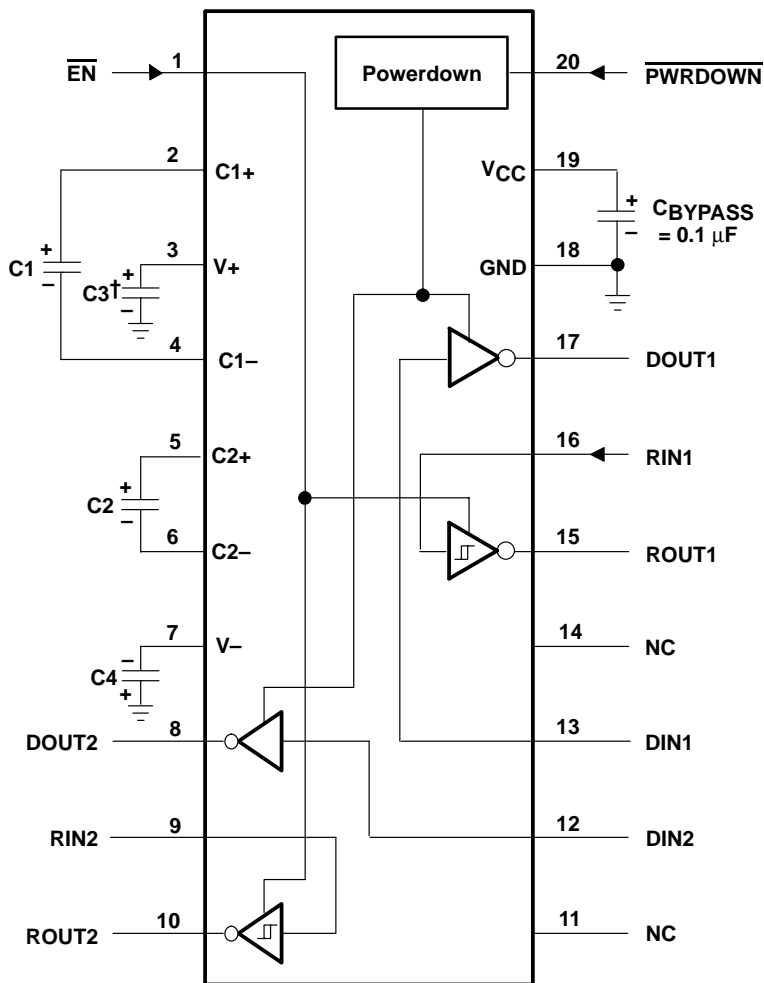 EN 1
Powerdown
20 PWRDOWN
2 C1+
VCC 19
+ CBYPASS
– = 0.1 μF
3 V+
GND 18
C1 + –
C3† + –
4 C1–
17 DOUT1
5 C2+
16 RIN1
C2 + –
6 C2–
15 ROUT1
7 V–
14 NC
C4 – +
DOUT2 8
13 DIN1
RIN2 9
12 DIN2
ROUT2 10
11 NC